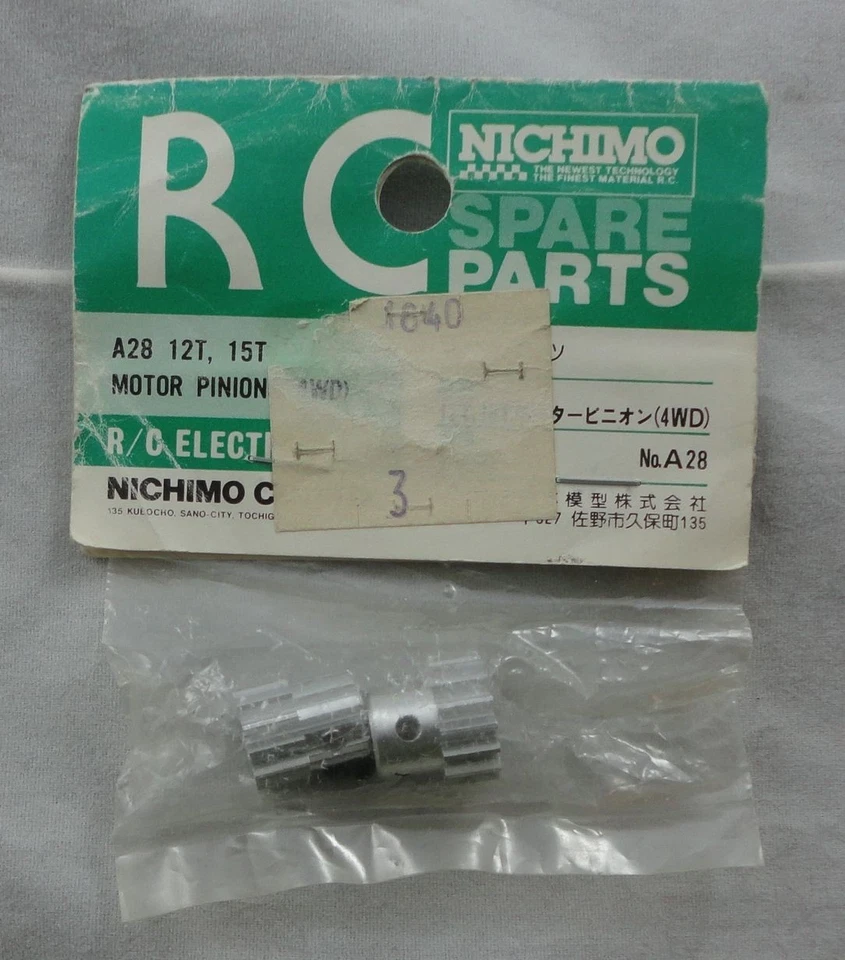 RC
NICHIMO
THE NEWEST TECHNOLOGY
THE FINEST MATERIAL R.C.
SPARE
PARTS
1640
A28 12T, 15T
MOTOR PINION (4WD)
ン
タービニオン(4WD)
R/C ELECT
No.A28
NICHIMO C
135 KUBOCHO, SANO-CITY, TOCHIG
3
模型株式会社
佐野市久保町135